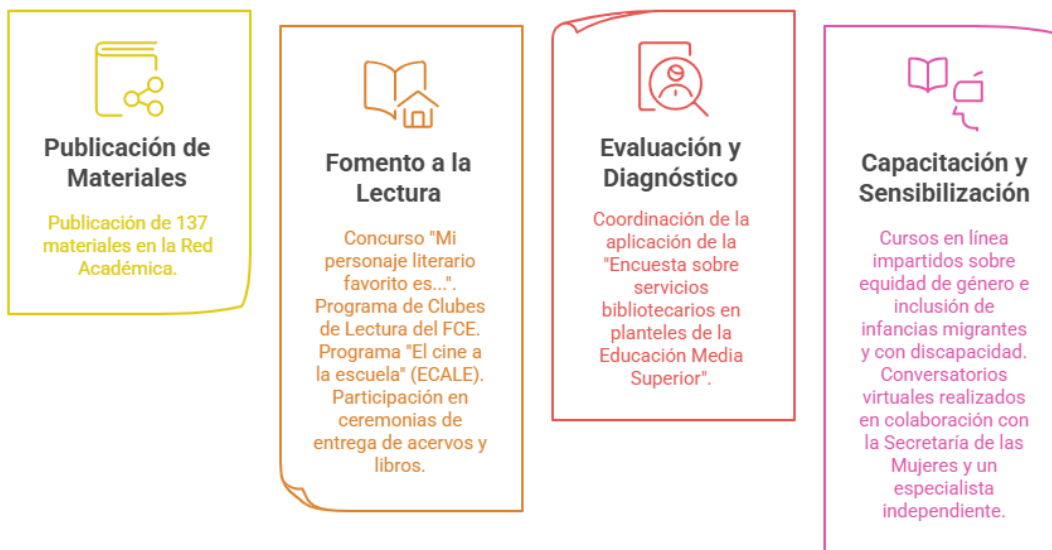 Publicación de
Materiales
Publicación de 137
materiales en la Red
Académica.
Fomento a la
Lectura
Concurso "Mi
personaje literario
favorito es...".
Programa de Clubes
de Lectura del FCE.
Programa "El cine a
la escuela" (ECALE).
Participación en
ceremonias de
entrega de acervos y
libros.
Evaluación y
Diagnóstico
Coordinación de la
aplicación de la
"Encuesta sobre
servicios
bibliotecarios en
planteles de la
Educación Media
Superior".
Capacitación y
Sensibilización
Cursos en línea
impartidos sobre
equidad de género e
inclusión de
infancias migrantes
y con discapacidad.
Conversatorios
virtuales realizados
en colaboración con
la Secretaría de las
Mujeres y un
especialista
independiente.